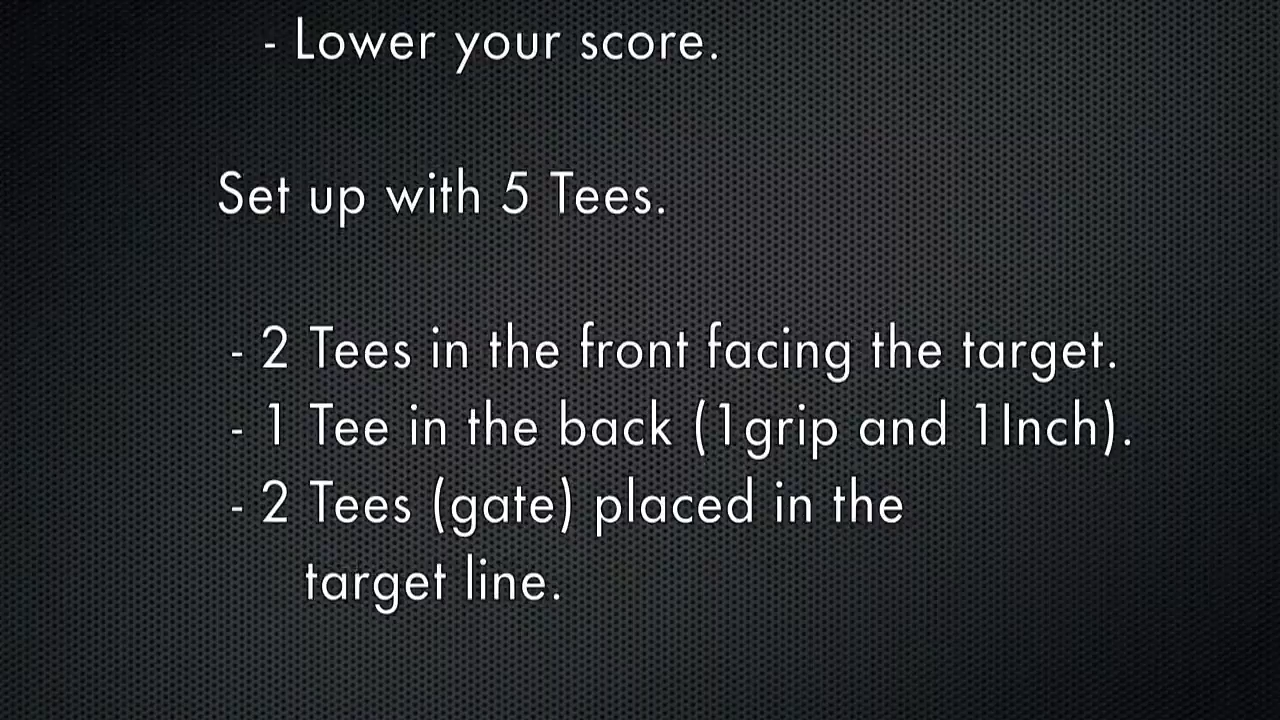 - Lower your score.
Set up with 5 Tees.
- 2 Tees in the front facing the target.
- 1 Tee in the back (1grip and 1Inch).
- 2 Tees (gate) placed in the
target line.